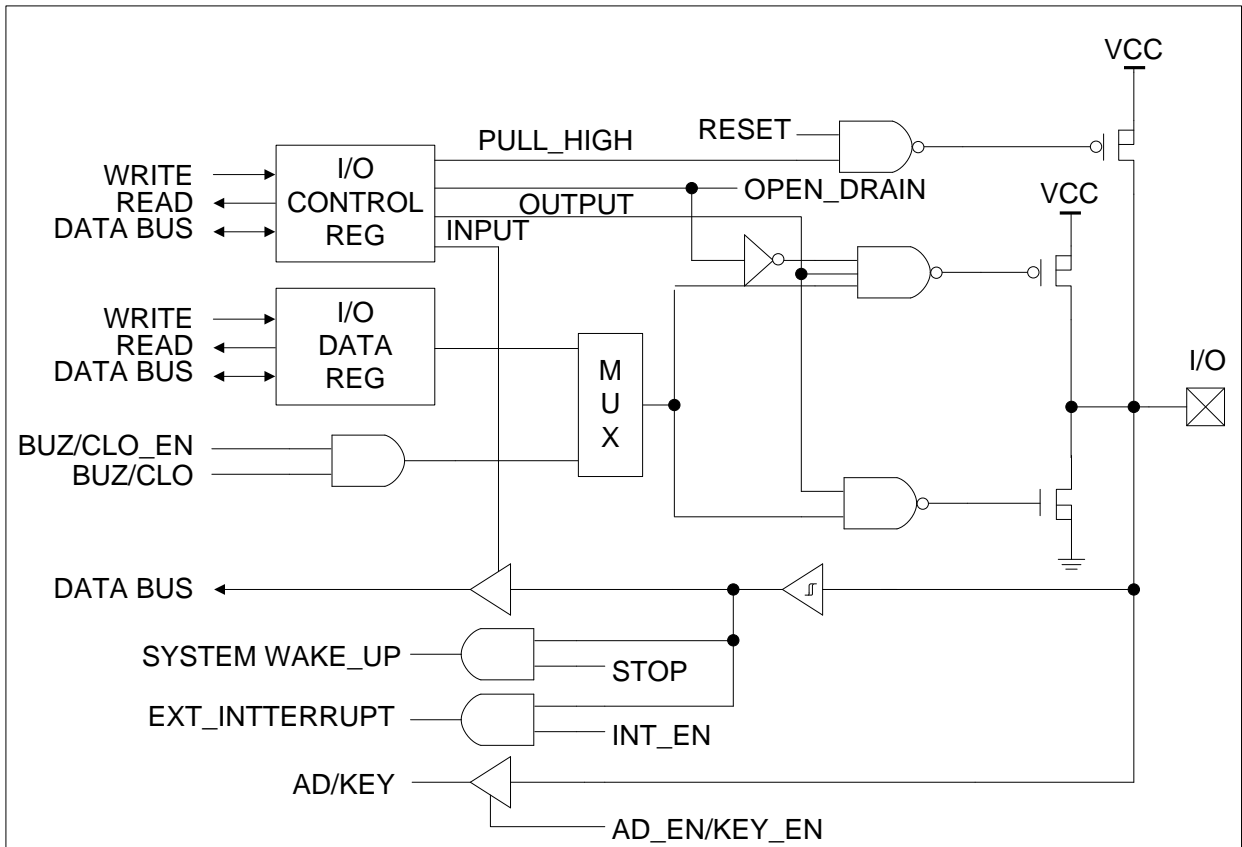 VCC
RESET
PULL_HIGH
WRITE
READ
DATA BUS
I/O
CONTROL
REG
OPEN_DRAIN
OUTPUT
INPUT
VCC
WRITE
READ
DATA BUS
I/O
DATA
REG
M
U
X
I/O
BUZ/CLO_EN
BUZ/CLO
DATA BUS
SYSTEM WAKE_UP
STOP
EXT_INTTERRUPT
INT_EN
AD/KEY
AD_EN/KEY_EN